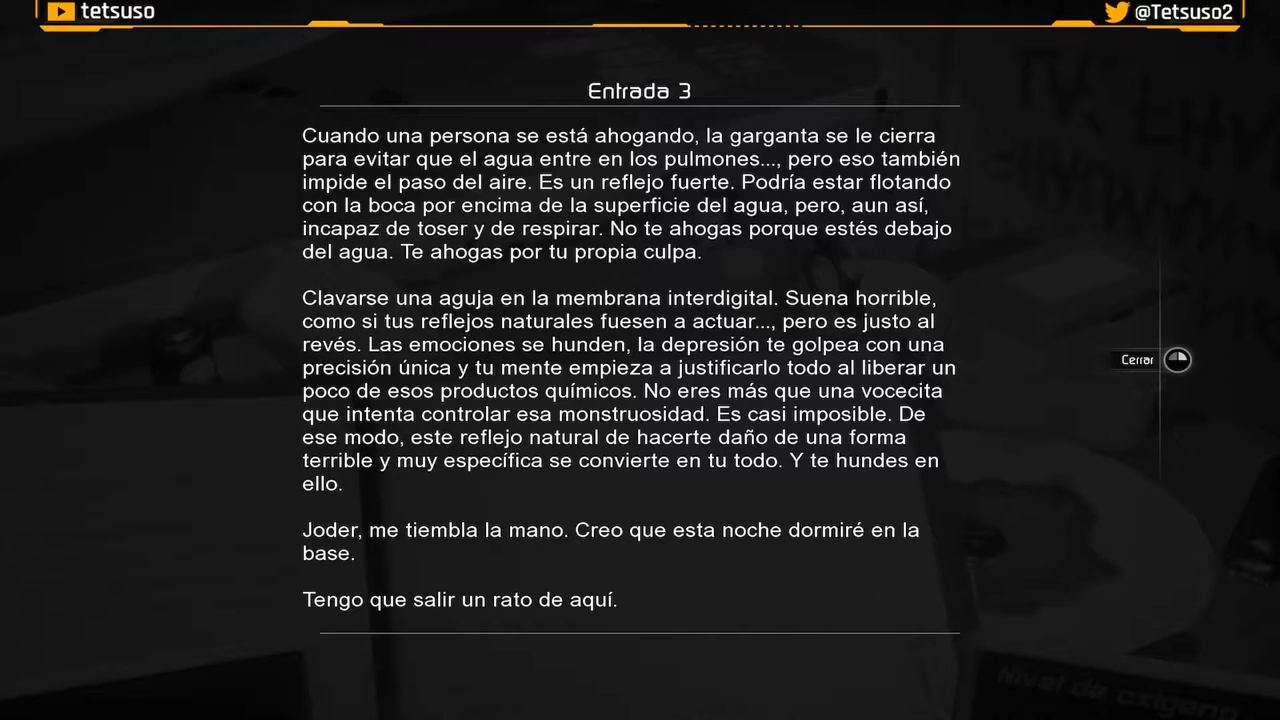 tetsuso
@Tetsuso2
Entrada 3
Cuando una persona se está ahogando, la garganta se le cierra
para evitar que el agua entre en los pulmones..., pero eso también
impide el paso del aire. Es un reflejo fuerte. Podría estar flotando
con la boca por encima de la superficie del agua, pero, aun así,
incapaz de toser y de respirar. No te ahogas porque estés debajo
del agua. Te ahogas por tu propia culpa.
Clavarse una aguja en la membrana interdigital. Suena horrible,
como si tus reflejos naturales fuesen a actuar..., pero es justo al
revés. Las emociones se hunden, la depresión te golpea con una
precisión única y tu mente empieza a justificarlo todo al liberar un
poco de esos productos químicos. No eres más que una vocecita
que intenta controlar esa monstruosidad. Es casi imposible. De
ese modo, este reflejo natural de hacerte daño de una forma
terrible y muy específica se convierte en tu todo. Y te hundes en
ello.
Joder, me tiembla la mano. Creo que esta noche dormiré en la
base.
Tengo que salir un rato de aquí.
Cerrar
Nivel de oxígeno